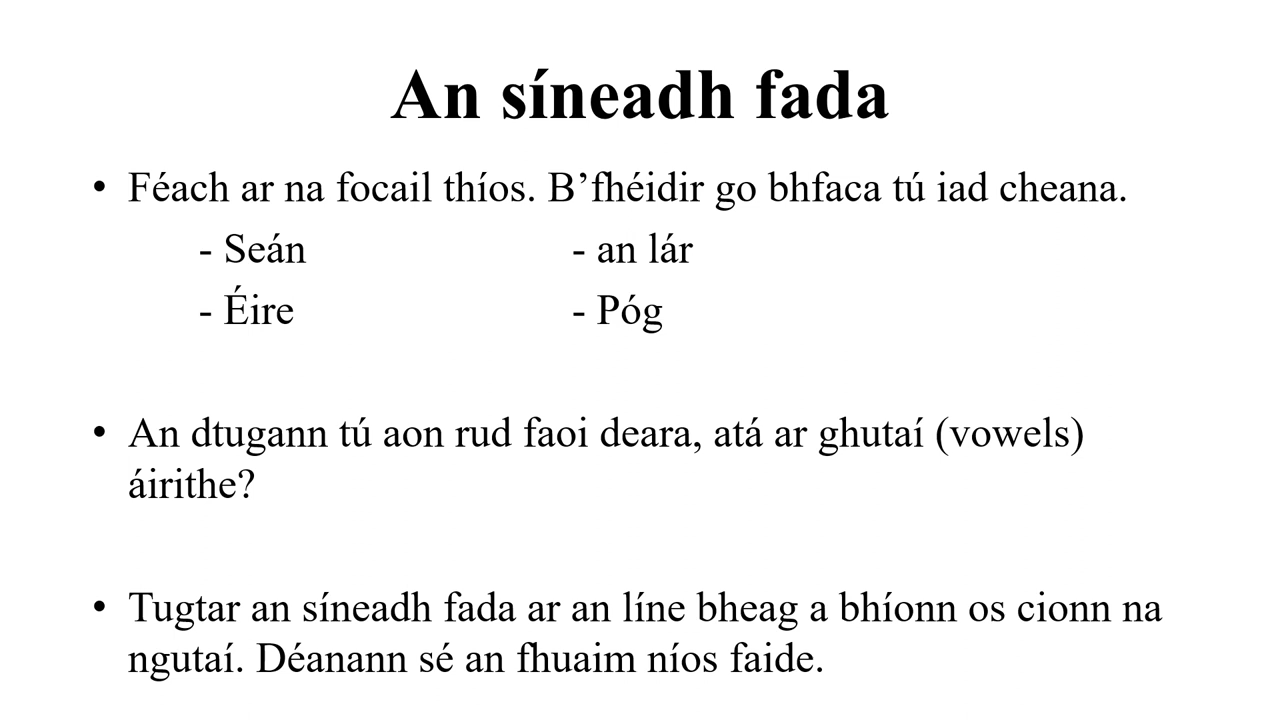 An síneadh fada
• Féach ar na focail thíos. B’fhéidir go bhfaca tú iad cheana.
- Seán - an lár
- Éire - Póg
• An dtugann tú aon rud faoi deara, atá ar ghutaí (vowels)
áirithe?
• Tugtar an síneadh fada ar an líne bheag a bhíonn os cionn na
ngutaí. Déanann sé an fhuaim níos faide.